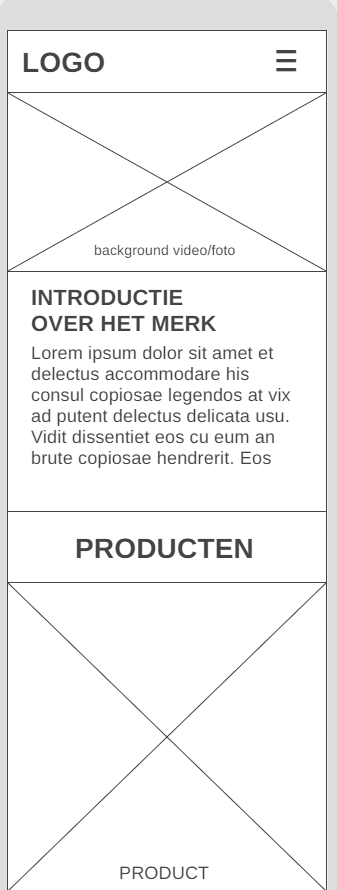 LOGO
background video/foto
INTRODUCTIE
OVER HET MERK
Lorem ipsum dolor sit amet et
delectus accommodare his
consul copiosae legendos at vix
ad putent delectus delicata usu.
Vidit dissentiet eos cu eum an
brute copiosae hendrerit. Eos
PRODUCTEN
PRODUCT